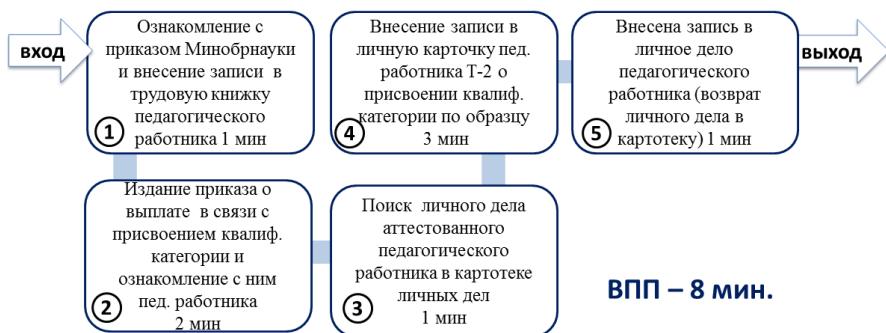 вход
Ознакомление с
приказом Минобрнауки
и внесение записи в
трудовую книжку
педагогического
работника 1 мин
1
Издание приказа о
выплате в связи с
присвоением квалиф.
категории и
ознакомление с ним
пед. работника
2 мин
2
Поиск личного дела
аттестованного
педагогического
работника в картотеке
личных дел
1 мин
3
Внесение записи в
личную карточку пед.
работника Т-2 о
присвоении квалиф.
категории по образцу
3 мин
4
Внесена запись в
личное дело
педагогического
работника (возврат
личного дела в
картотеку) 1 мин
5
выход
ВПП – 8 мин.